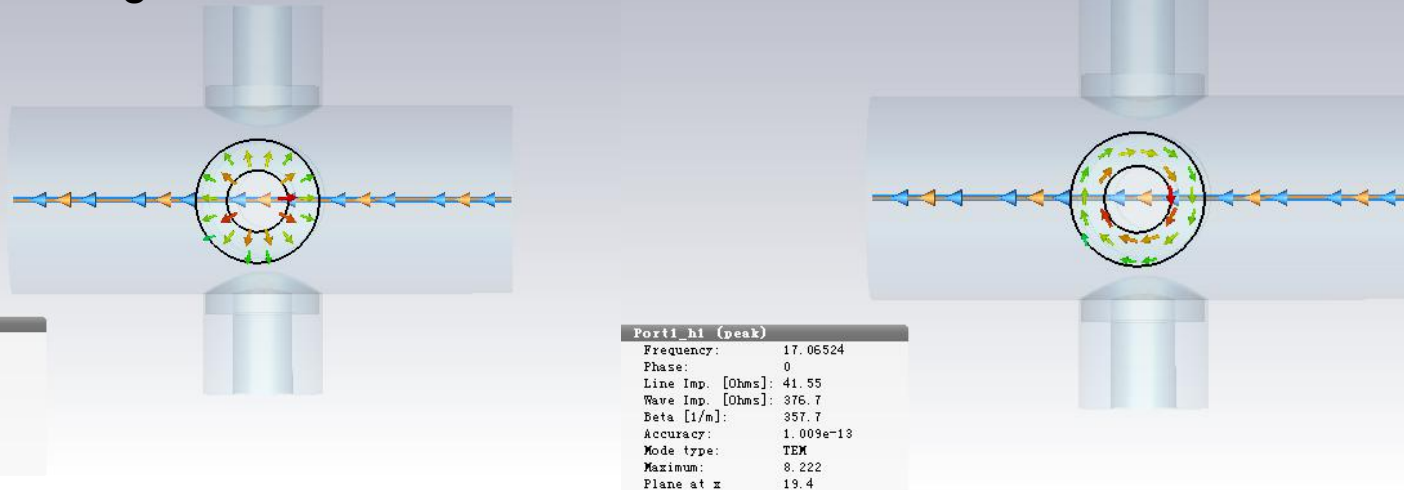 Port1_h1 (peak)
Frequency: 17.06524
Phase: 0
Line Imp. [Ohms]: 41.55
Wave Imp. [Ohms]: 376.7
Beta [1/m]: 357.7
Accuracy: 1.009e-13
Mode type: TEM
Maximum: 8.222
Plane at x 19.4